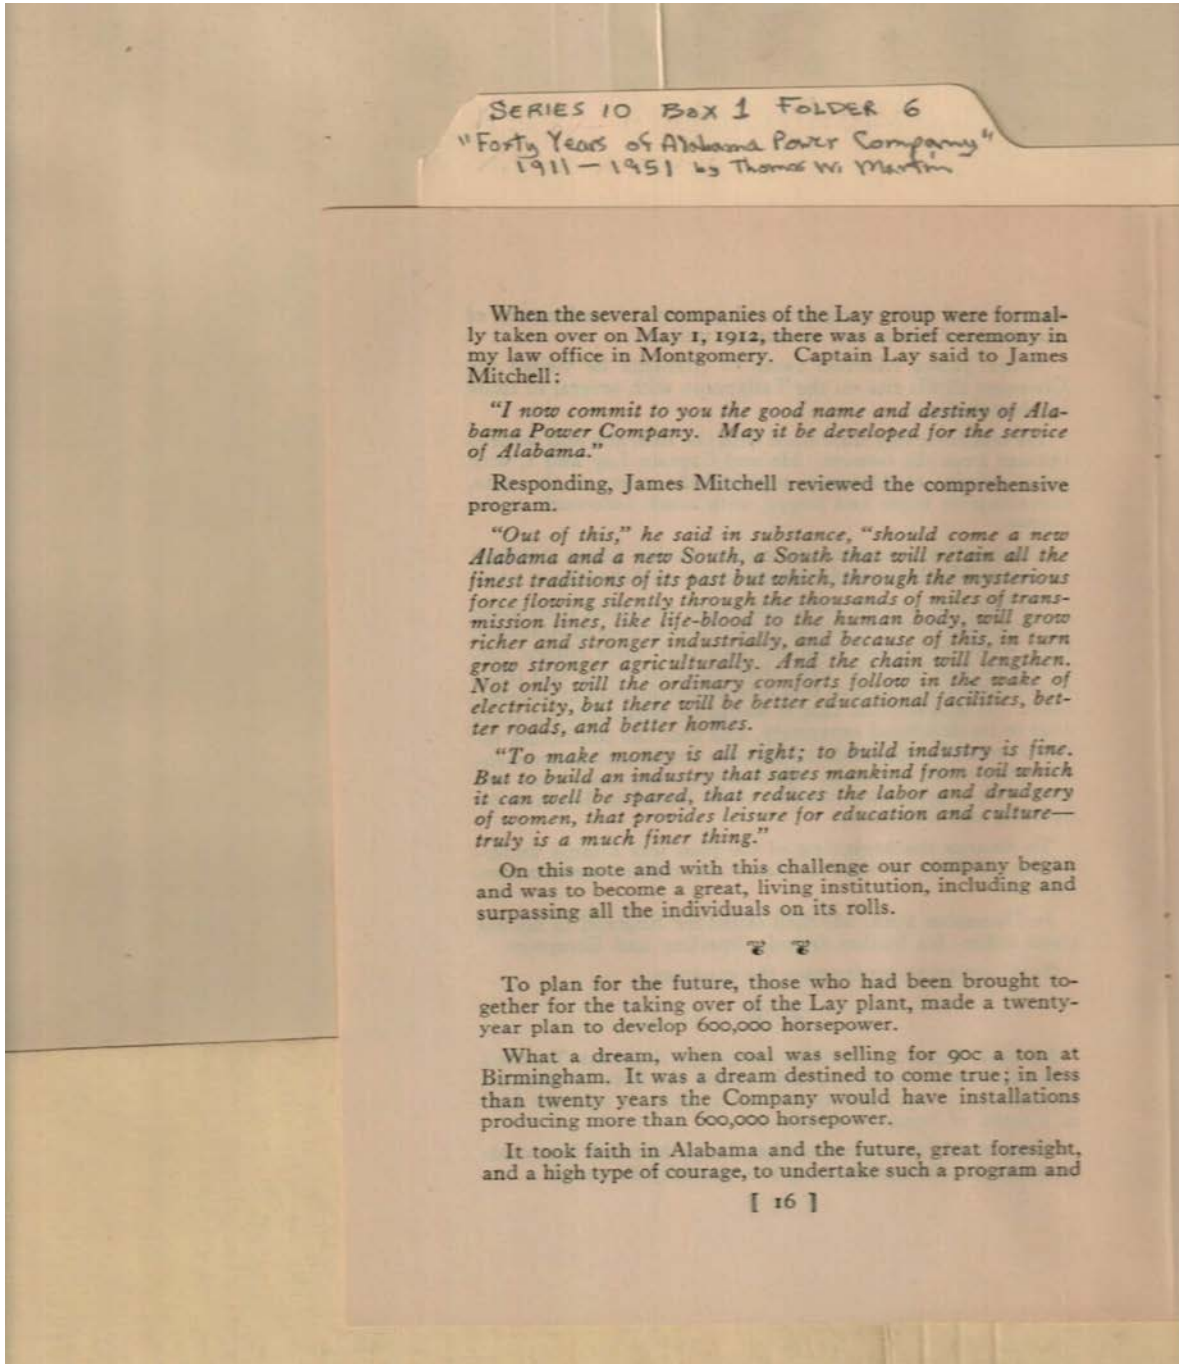 SERIES 10 BOX 1 FOLDER 6
"Forty Years of Alabama Power Company"
1911 – 1951 by Thomas W. Martin
When the several companies of the Lay group were formal-
ly taken over on May 1, 1912, there was a brief ceremony in
my law office in Montgomery. Captain Lay said to James
Mitchell:
"I now commit to you the good name and destiny of Ala-
bama Power Company. May it be developed for the service
of Alabama."
Responding, James Mitchell reviewed the comprehensive
program.
"Out of this," he said in substance, "should come a new
Alabama and a new South, a South that will retain all the
finest traditions of its past but which, through the mysterious
force flowing silently through the thousands of miles of trans-
mission lines, like life-blood to the human body, will grow
richer and stronger industrially, and because of this, in turn
grow stronger agriculturally. And the chain will lengthen.
Not only will the ordinary comforts follow in the wake of
electricity, but there will be better educational facilities, bet-
ter roads, and better homes.
"To make money is all right; to build industry is fine.
But to build an industry that saves mankind from toil which
it can well be spared, that reduces the labor and drudgery
of women, that provides leisure for education and culture—
truly is a much finer thing."
On this note and with this challenge our company began
and was to become a great, living institution, including and
surpassing all the individuals on its rolls.
To plan for the future, those who had been brought to-
gether for the taking over of the Lay plant, made a twenty-
year plan to develop 600,000 horsepower.
What a dream, when coal was selling for 90c a ton at
Birmingham. It was a dream destined to come true; in less
than twenty years the Company would have installations
producing more than 600,000 horsepower.
It took faith in Alabama and the future, great foresight,
and a high type of courage, to undertake such a program and
[ 16 ]